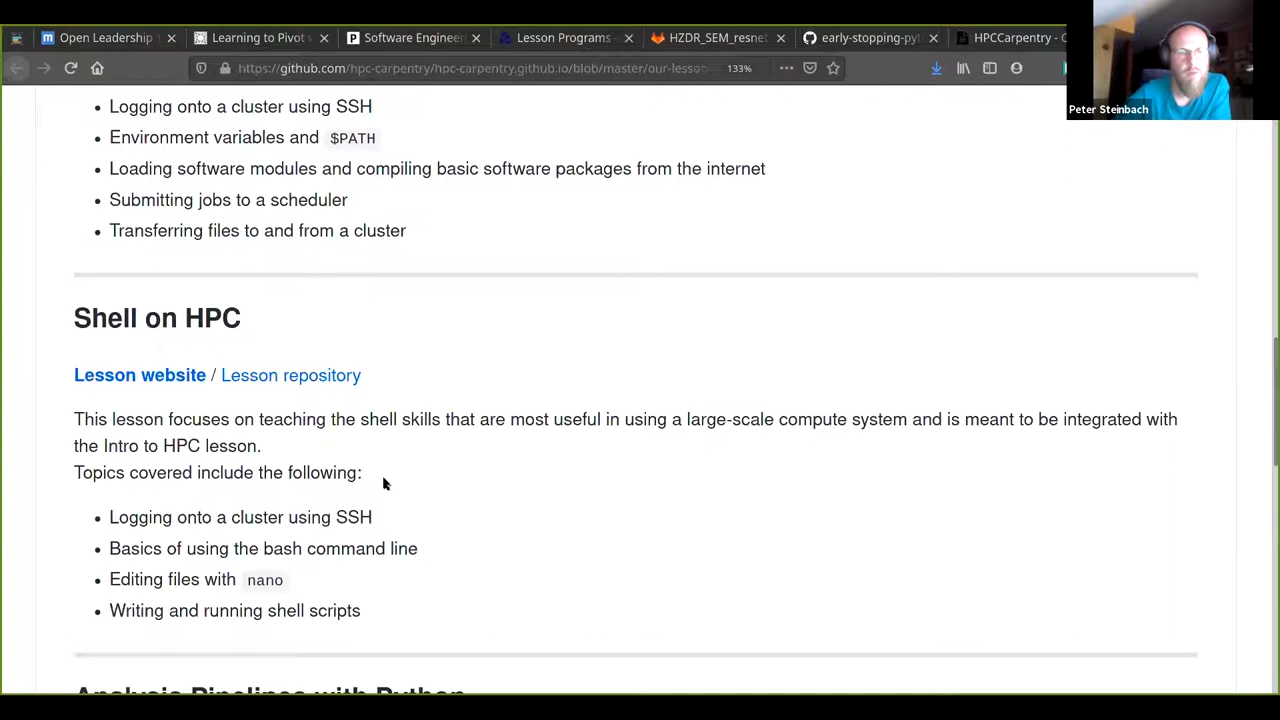 Open Leadership
Learning to Pivot
Software Enginee
Lesson Programs -
HZDR_SEM_resnet
early-stopping-py
HPCCarpentry -
https://github.com/hpc-carpentry/hpc-carpentry.github.io/blob/master/our-lesso
133%
Peter Steinbach
• Logging onto a cluster using SSH
• Environment variables and $PATH
• Loading software modules and compiling basic software packages from the internet
• Submitting jobs to a scheduler
• Transferring files to and from a cluster
Shell on HPC
Lesson website / Lesson repository
This lesson focuses on teaching the shell skills that are most useful in using a large-scale compute system and is meant to be integrated with
the Intro to HPC lesson.
Topics covered include the following:
• Logging onto a cluster using SSH
• Basics of using the bash command line
• Editing files with nano
• Writing and running shell scripts
Analysis Pipelines with Python